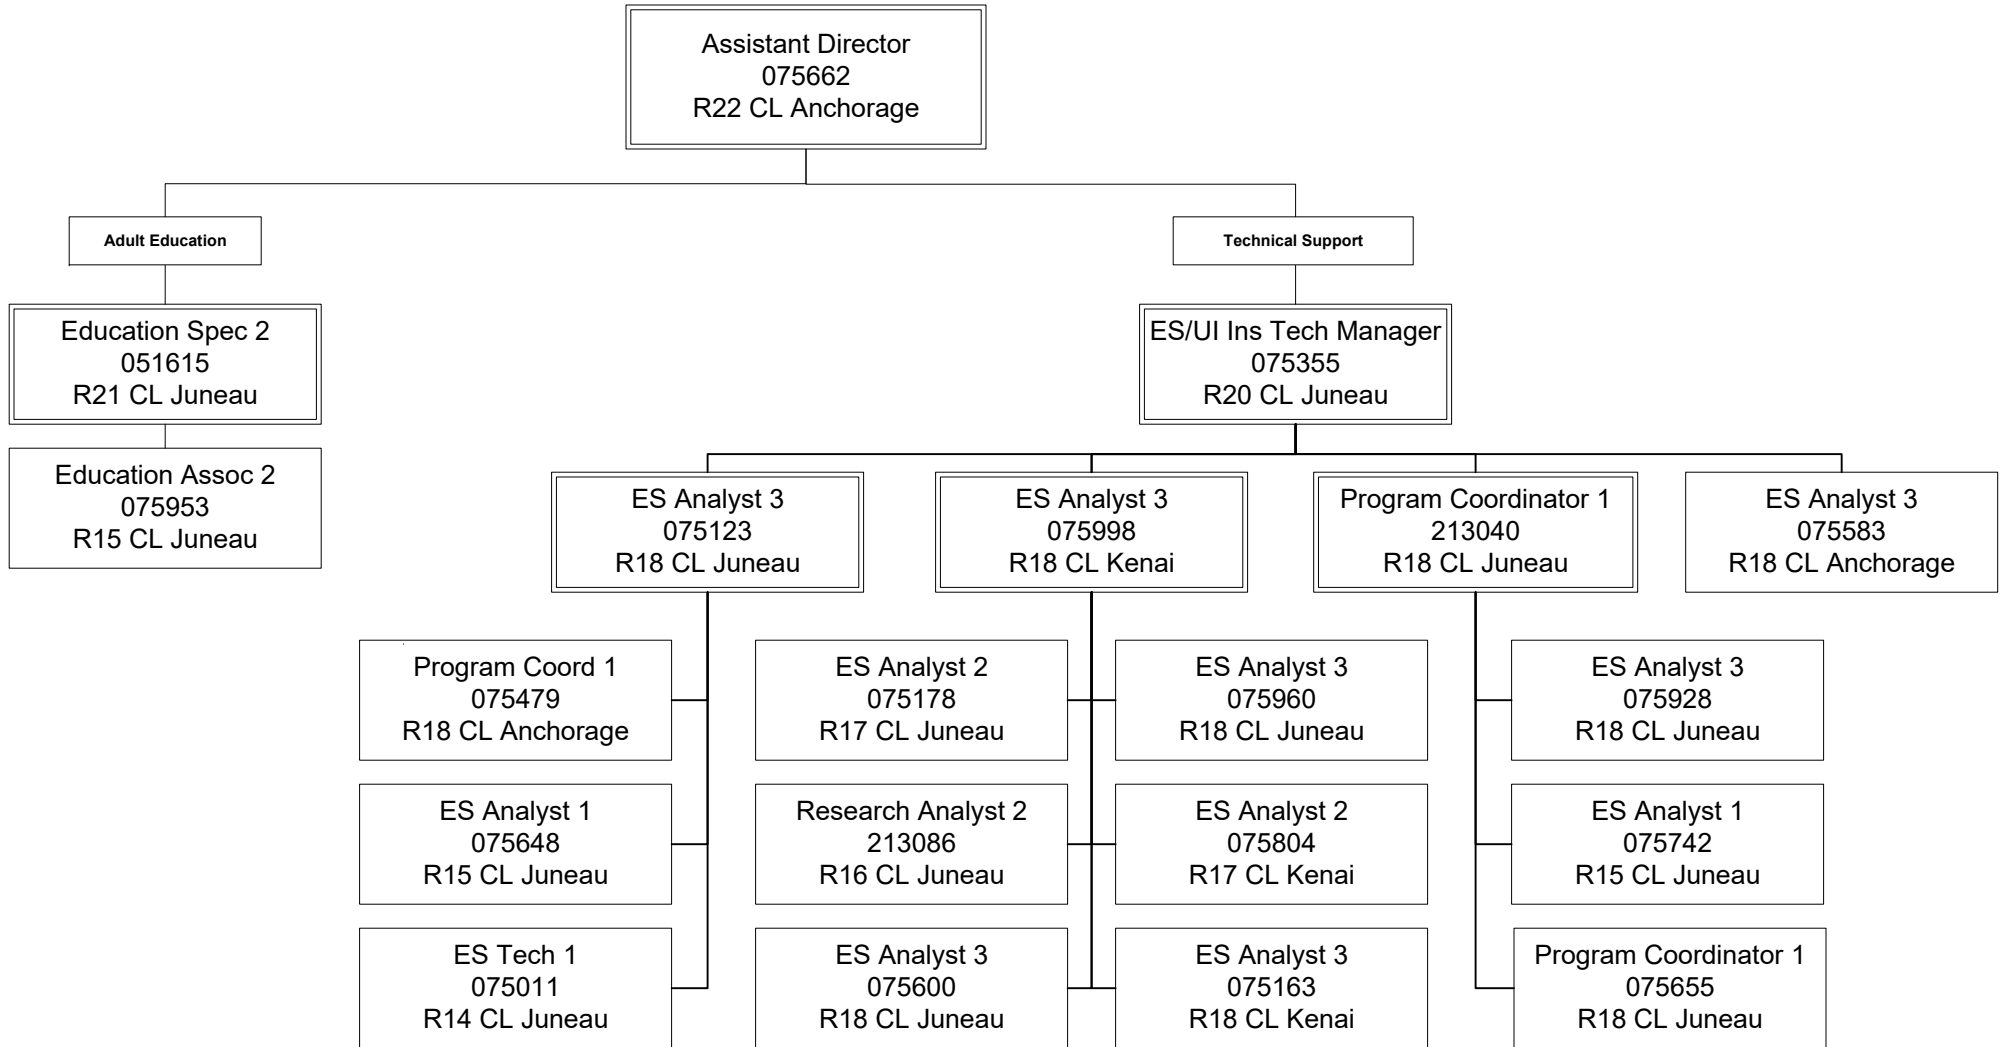 Assistant Director
075662
R22 CL Anchorage
Adult Education
Technical Support
Education Spec 2
051615
R21 CL Juneau
ES/UI Ins Tech Manager
075355
R20 CL Juneau
Education Assoc 2
075953
R15 CL Juneau
ES Analyst 3
075123
R18 CL Juneau
ES Analyst 3
075998
R18 CL Kenai
Program Coordinator 1
213040
R18 CL Juneau
ES Analyst 3
075583
R18 CL Anchorage
Program Coord 1
075479
R18 CL Anchorage
ES Analyst 2
075178
R17 CL Juneau
ES Analyst 3
075960
R18 CL Juneau
ES Analyst 3
075928
R18 CL Juneau
ES Analyst 1
075648
R15 CL Juneau
Research Analyst 2
213086
R16 CL Juneau
ES Analyst 2
075804
R17 CL Kenai
ES Analyst 1
075742
R15 CL Juneau
ES Tech 1
075011
R14 CL Juneau
ES Analyst 3
075600
R18 CL Juneau
ES Analyst 3
075163
R18 CL Kenai
Program Coordinator 1
075655
R18 CL Juneau